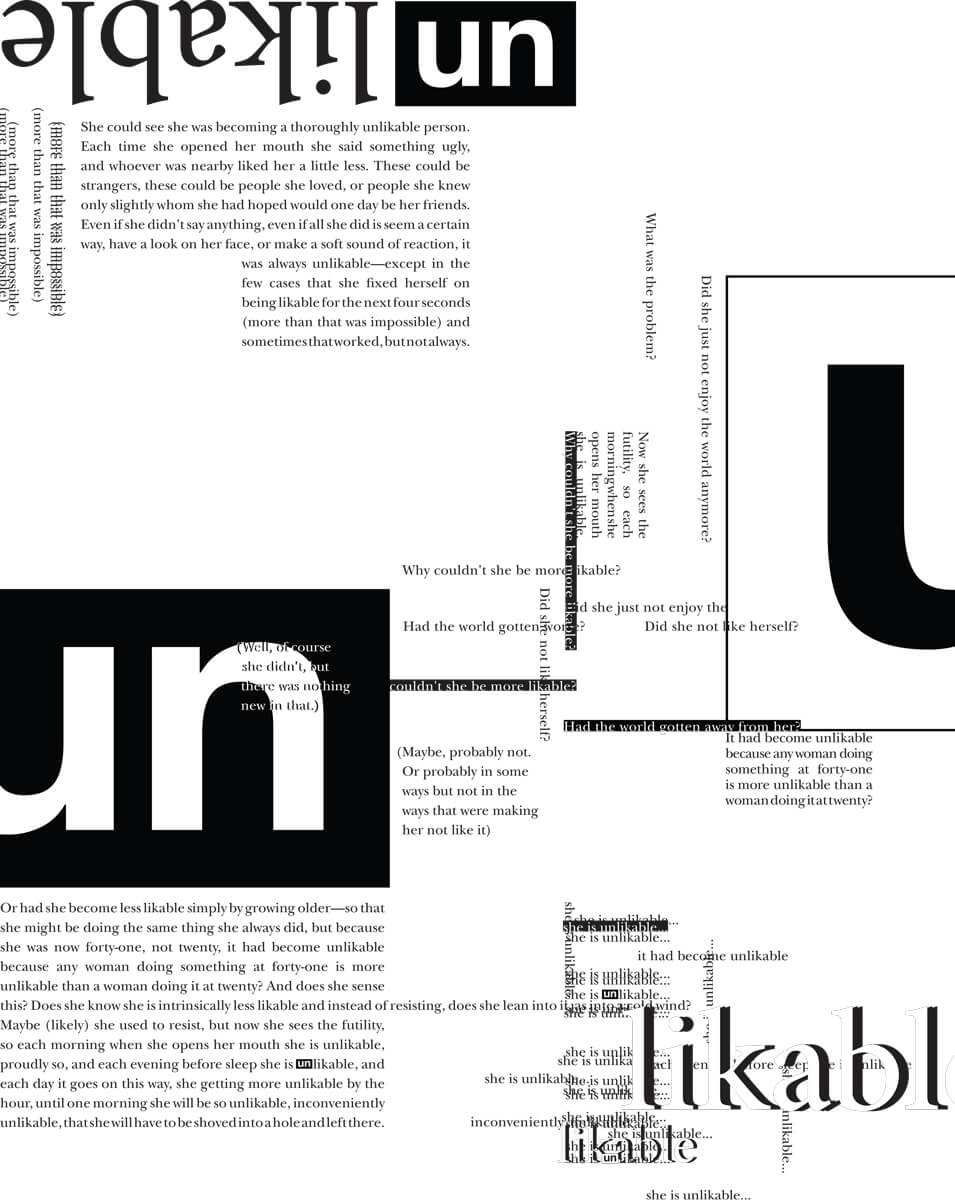 likable
un
(more than that was impossible)
(more than that was impossible)
(more than that was impossible)
(more than that was impossible)
She could see she was becoming a thoroughly unlikable person.
Each time she opened her mouth she said something ugly,
and whoever was nearby liked her a little less. These could be
strangers, these could be people she loved, or people she knew
only slightly whom she had hoped would one day be her friends.
Even if she didn't say anything, even if all she did is seem a certain
way, have a look on her face, or make a soft sound of reaction, it
was always unlikable—except in the
few cases that she fixed herself on
being likable for the next four seconds
(more than that was impossible) and
sometimes that worked, but not always.
What was the problem?
Did she just not enjoy the world anymore?
Now she sees the
futility, so each
morning when she
opens her mouth
she is unlikable,
Why couldn't she be more likable?
u
Why couldn't she be more likable?
Did she just not enjoy the
Had the world gotten worse?
Did she not like herself?
Did she not like herself?
un
(Well, of course
she didn't, but
there was nothing
new in that.)
couldn't she be more likable?
Had the world gotten away from her?
It had become unlikable
because any woman doing
something at forty-one
is more unlikable than a
woman doing it at twenty?
(Maybe, probably not.
Or probably in some
ways but not in the
ways that were making
her not like it)
Or had she become less likable simply by growing older—so that
she might be doing the same thing she always did, but because
she was now forty-one, not twenty, it had become unlikable
because any woman doing something at forty-one is more
unlikable than a woman doing it at twenty? And does she sense
this? Does she know she is intrinsically less likable and instead of resisting, does she lean into it as into a cold wind?
Maybe (likely) she used to resist, but now she sees the futility,
so each morning when she opens her mouth she is unlikable,
proudly so, and each evening before sleep she is unlikable, and
each day it goes on this way, she getting more unlikable by the
hour, until one morning she will be so unlikable, inconveniently
unlikable, that she will have to be shoved into a hole and left there.
she is unlikable...
she is unlikable...
she is unlikable...
it had become unlikable
she is unlikable...
she is unlikable...
she is unlikable...
likable
she is unlikable...
she is unlikable
she is unlikable
she is unlikable...
inconveniently unlikable
she is unlikable...
likable
she is unlikable...
she is unlikable...
she is unlikable...